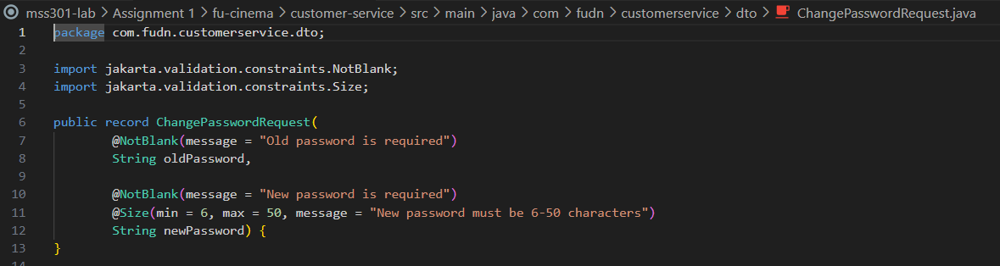 mss301-lab > Assignment 1 > fu-cinema > customer-service > src > main > java > com > fudn > customerservice > dto > ChangePasswordRequest.java
1 package com.fudn.customerservice.dto;
2
3 import jakarta.validation.constraints.NotBlank;
4 import jakarta.validation.constraints.Size;
5
6 public record ChangePasswordRequest(
7         @NotBlank(message = "Old password is required")
8         String oldPassword,
9
10         @NotBlank(message = "New password is required")
11         @Size(min = 6, max = 50, message = "New password must be 6-50 characters")
12         String newPassword) {
13 }
14